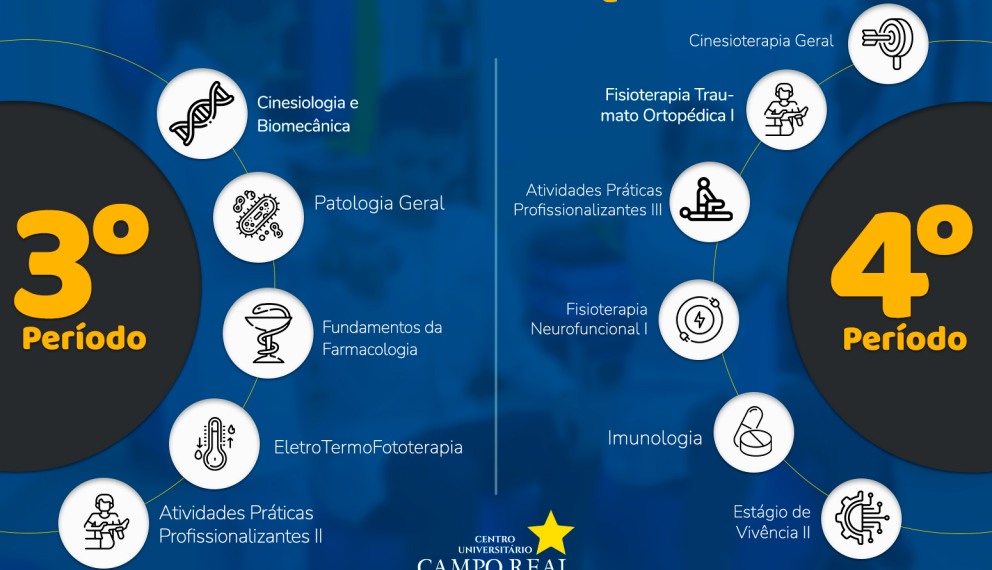 3º
Período
Cinesiologia e
Biomecânica
Patologia Geral
Fundamentos da
Farmacologia
EletroTermoFototerapia
Atividades Práticas
Profissionalizantes II
Cinesioterapia Geral
Fisioterapia Trau-
mato Ortopédica I
Atividades Práticas
Profissionalizantes III
Fisioterapia
Neurofuncional I
Imunologia
Estágio de
Vivência II
4º
Período
CENTRO
UNIVERSITÁRIO
CAMPO REAL